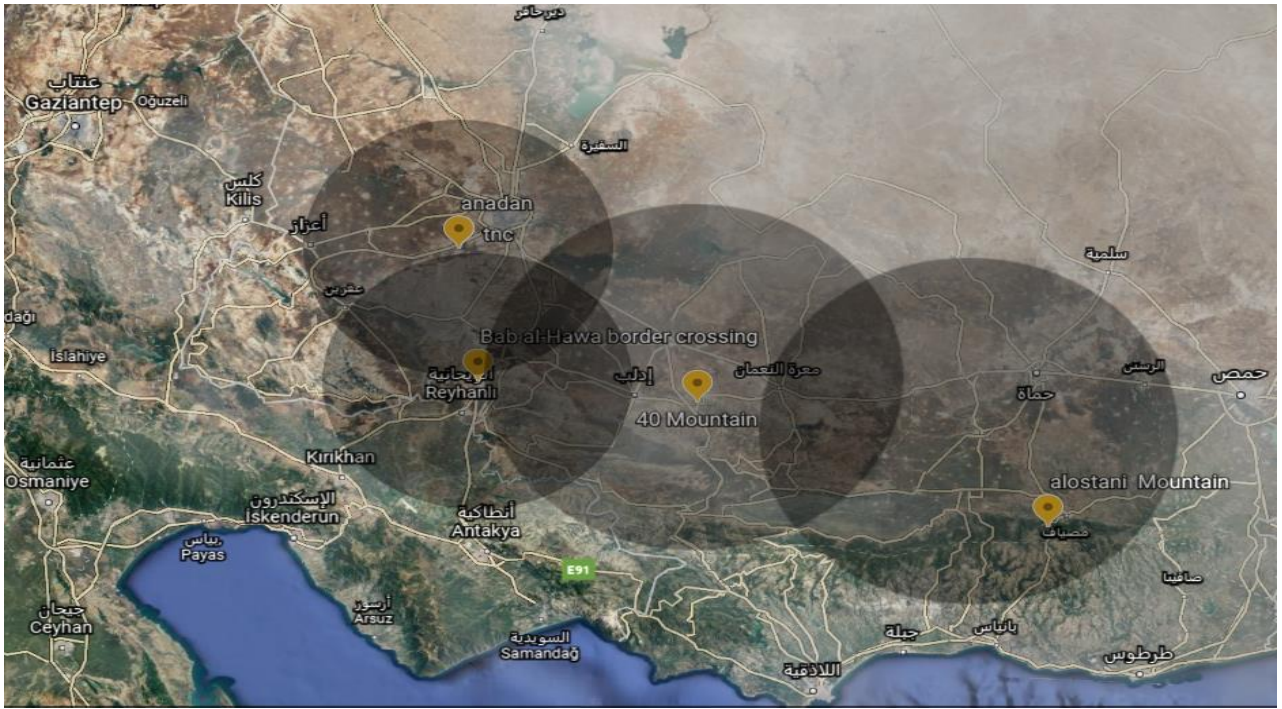 دير حافر
عنتاب
Gaziantep
Oğuzeli
السفيرة
كلس
Kilis
أعزاز
anadan
tnc
سلمية
عفرين
dağı
İslahiye
Bab al-Hawa border crossing
الريحانية
Reyhanlı
إدلب
معرة النعمان
40 Mountain
الرستن
حمص
حماة
Kırıkhan
عثمانية
Osmaniye
الإسكندرون
İskenderun
أنطاكية
Antakya
alostani Mountain
مصياف
بياس
Payas
E91
صافيتا
جيحان
Ceyhan
أرسوز
Arsuz
السويدية
Samandağ
جبلة
بانياس
طرطوس
اللاذقية